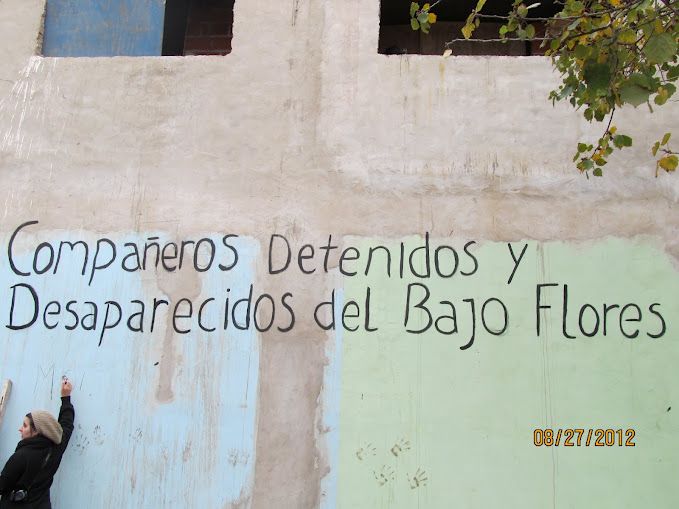 Compañeros Detenidos y
Desaparecidos del Bajo Flores
M
08/27/2012